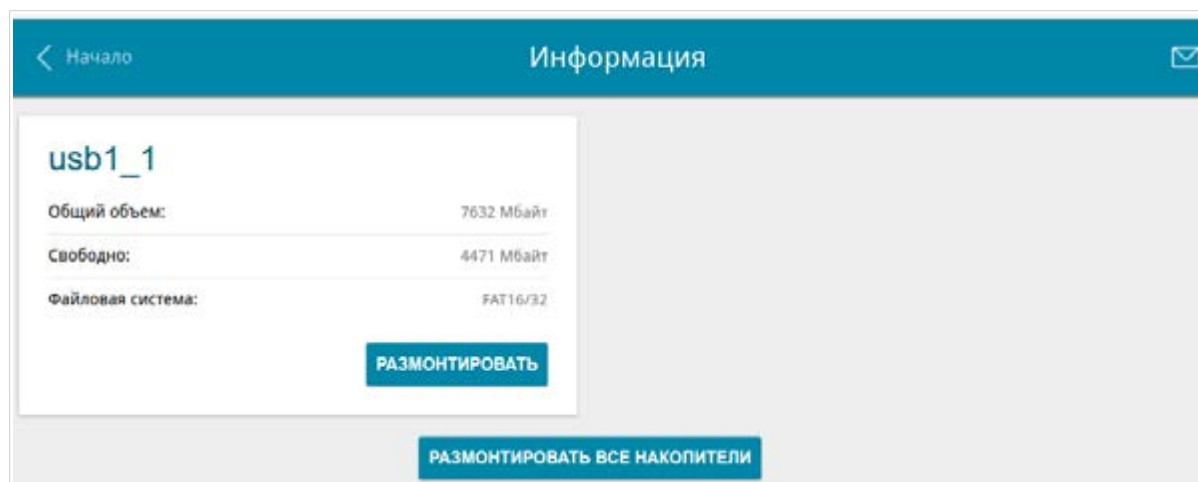 Начало
Информация
usb1_1
Общий объем: 7632 Мбайт
Свободно: 4471 Мбайт
Файловая система: FAT16/32
РАЗМОНТИРОВАТЬ
РАЗМОНТИРОВАТЬ ВСЕ НАКОПИТЕЛИ